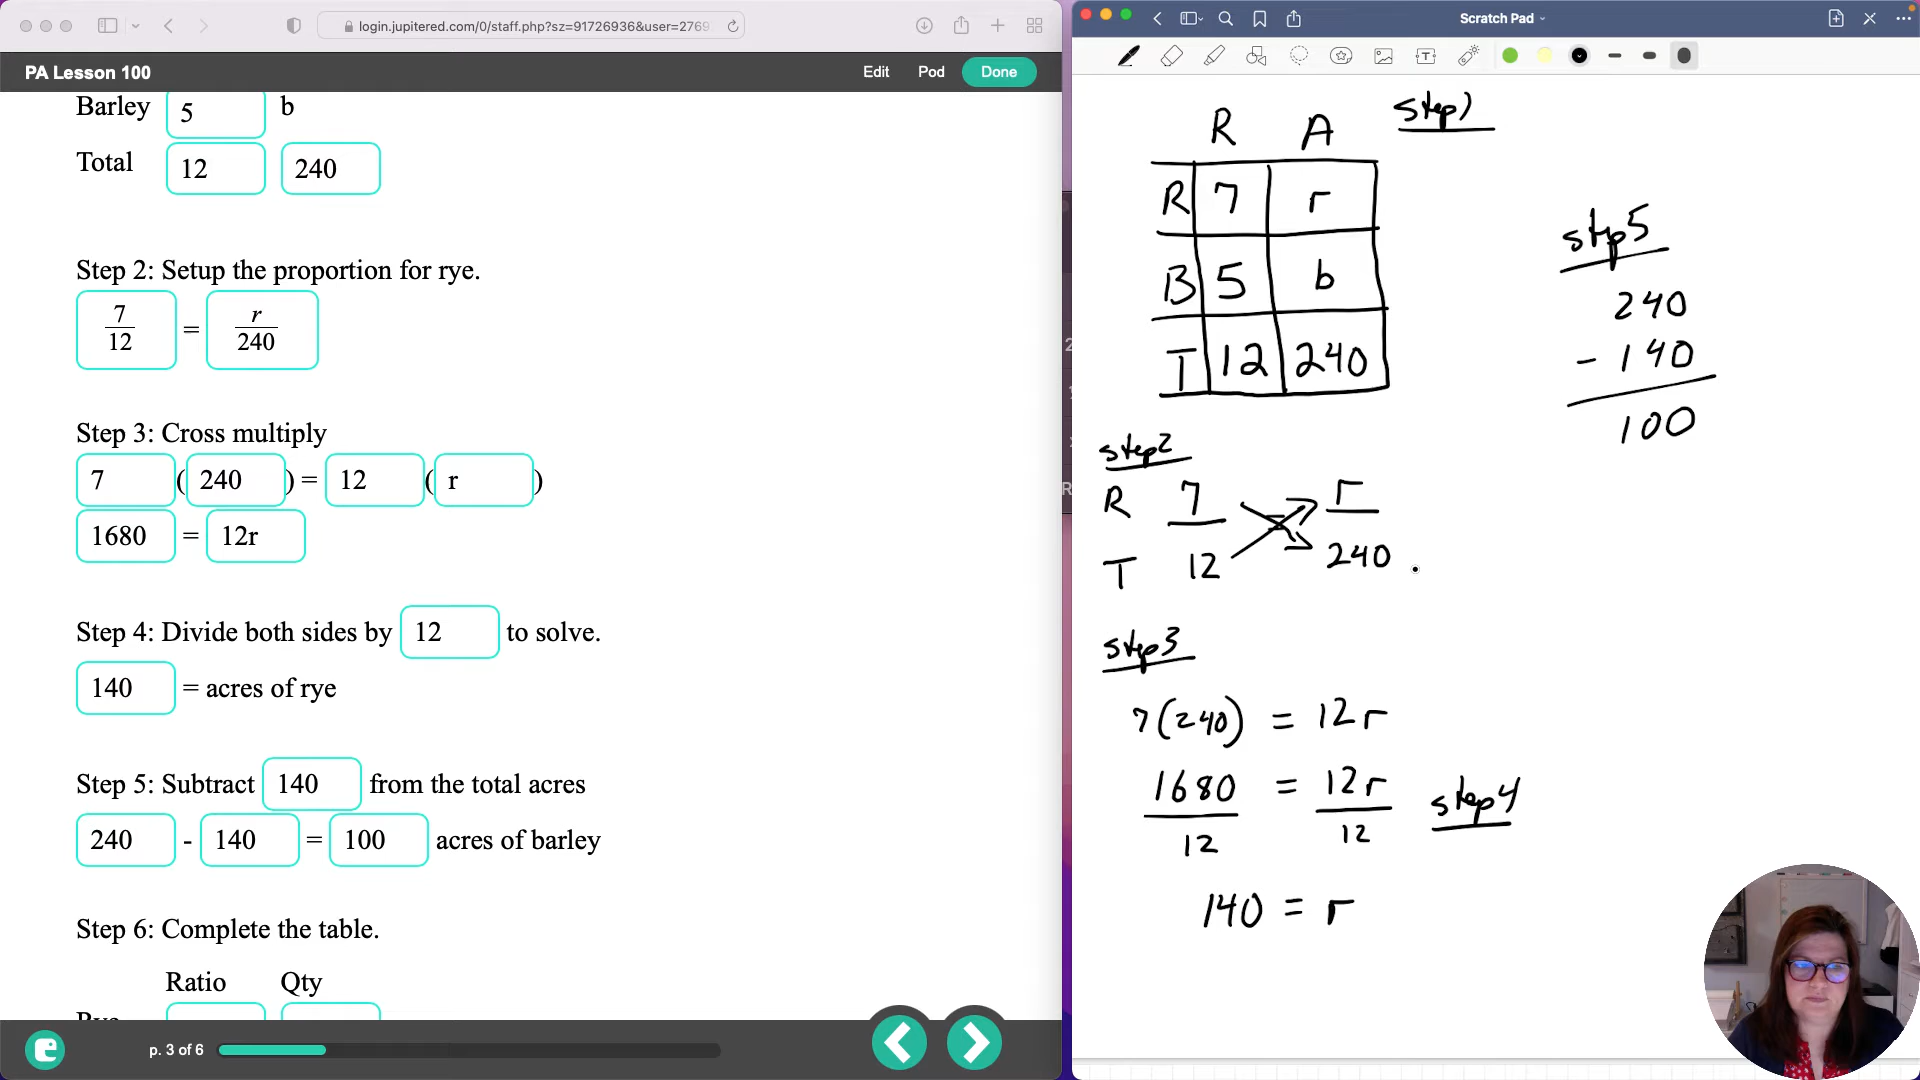 login.jupitered.com/0/staff.php?sz=91726936&user=2769
PA Lesson 100
Edit Pod Done
Barley 5 b
Total 12 240
Step 2: Setup the proportion for rye.
7/12 = r/240
Step 3: Cross multiply
7 ( 240 ) = 12 ( r )
1680 = 12r
Step 4: Divide both sides by 12 to solve.
140 = acres of rye
Step 5: Subtract 140 from the total acres
240 - 140 = 100 acres of barley
Step 6: Complete the table.
Ratio Qty
p. 3 of 6
Scratch Pad
step1
R A
R 7 r
B 5 b
T 12 240
step5
240
- 140
100
step2
R 7 = r
T 12 240
step3
7(240) = 12r
1680 = 12r step4
12 12
140 = r